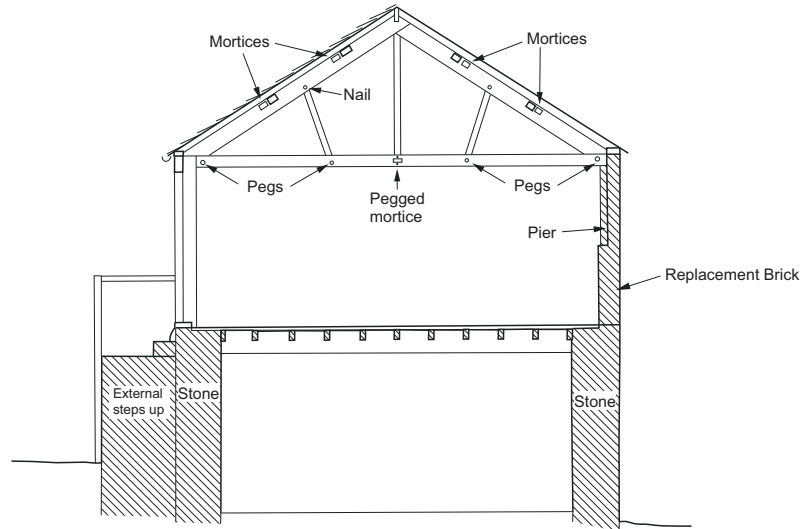 Mortices
Mortices
Nail
Pegs
Pegged
mortice
Pegs
Pier
Replacement Brick
External
steps up
Stone
Stone